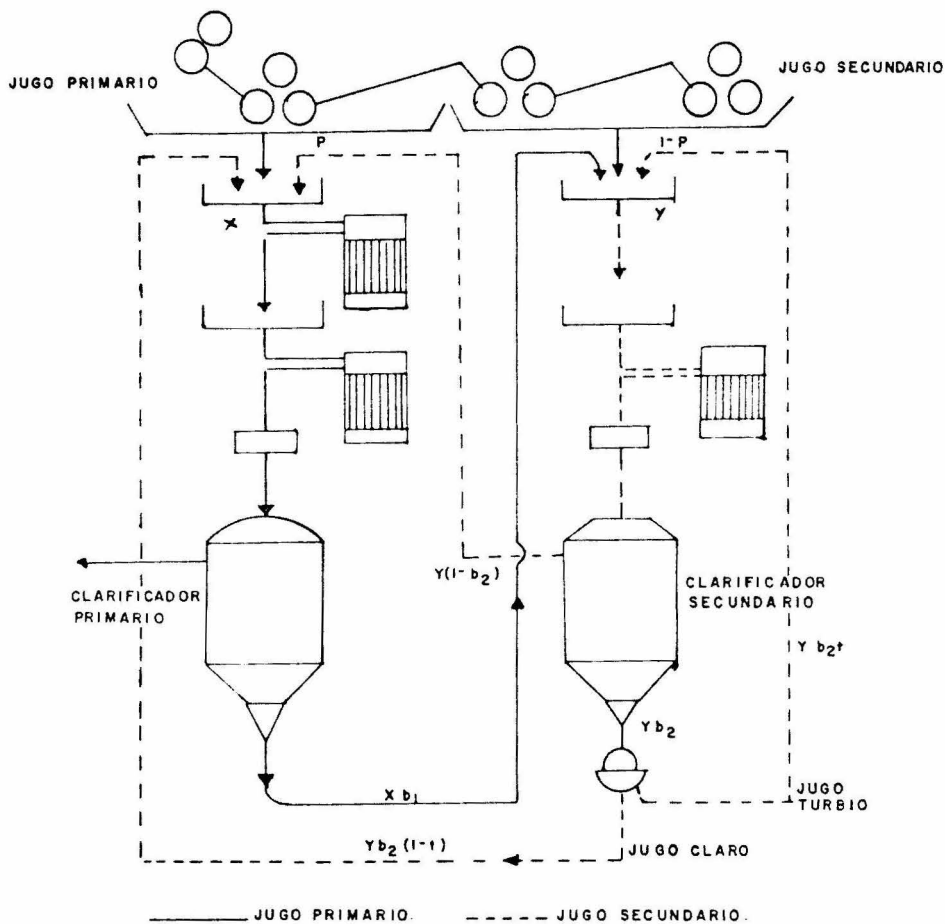 JUGO PRIMARIO
JUGO SECUNDARIO
P
1-P
X
Y
Y(1-b2)
CLARIFICADOR
PRIMARIO
CLARIFICADOR
SECUNDARIO
Y b2t
Yb2
X b1
JUGO
TURBIO
Yb2 (1-t)
JUGO CLARO
JUGO PRIMARIO.
JUGO SECUNDARIO.